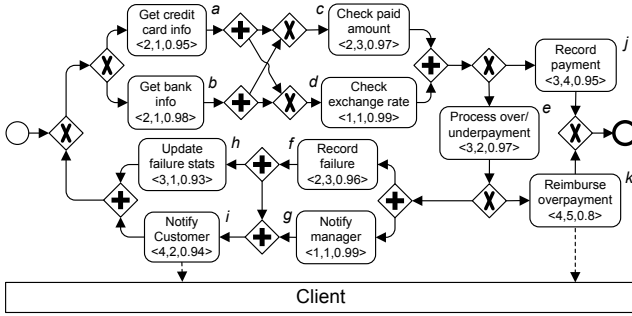 Get credit
card info
<2,1,0.95>
a
c
Check paid
amount
<2,3,0.97>
j
Record
payment
<3,4,0.95>
Get bank
info
<2,1,0.98>
b
d
Check
exchange rate
<1,1,0.99>
e
Process over/
underpayment
<3,2,0.97>
Update
failure stats
<3,1,0.93>
h
f
Record
failure
<2,3,0.96>
k
Reimburse
overpayment
<4,5,0.8>
Notify
Customer
<4,2,0.94>
i
g
Notify
manager
<1,1,0.99>
Client